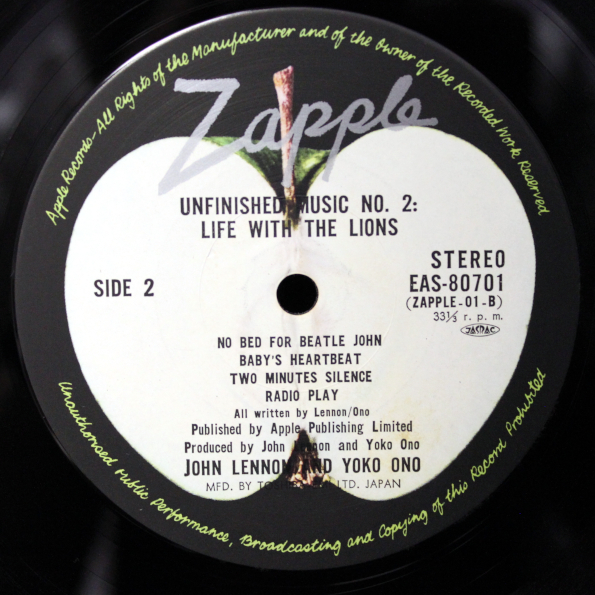 Apple Records-All Rights of the Manufacturer and of the Owner of the Recorded Work Reserved
Zapple
UNFINISHED MUSIC NO. 2:
LIFE WITH THE LIONS
SIDE 2
STEREO
EAS-80701
(ZAPPLE-01-B)
33⅓ r. p. m.
JASRAC
NO BED FOR BEATLE JOHN
BABY'S HEARTBEAT
TWO MINUTES SILENCE
RADIO PLAY
All written by Lennon/Ono
Published by Apple Publishing Limited
Produced by John Lennon and Yoko Ono
JOHN LENNON AND YOKO ONO
MFD. BY LTD. JAPAN
Unauthorised Public Performance, Broadcasting and Copying of this Record Prohibited